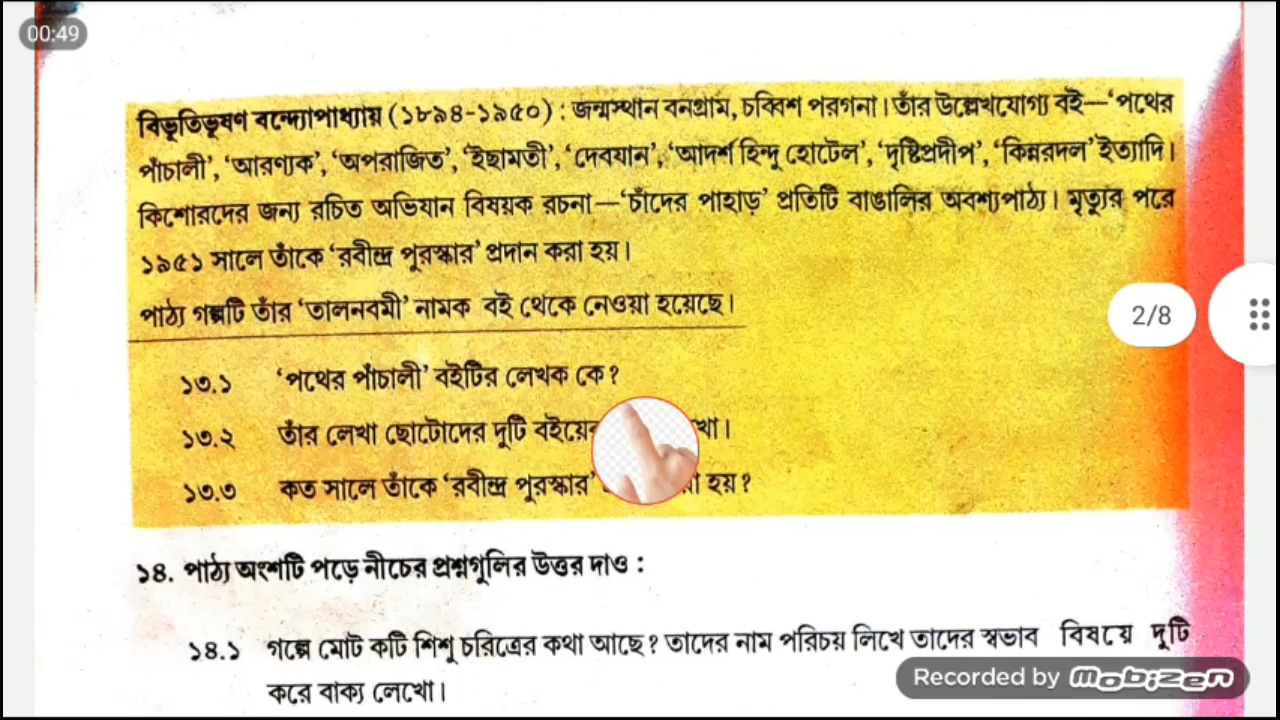 00:49
বিভূতিভূষণ বন্দ্যোপাধ্যায় (১৮৯৪-১৯৫০) : জন্মস্থান বনগ্রাম, চব্বিশ পরগনা। তাঁর উল্লেখযোগ্য বই—‘পথের
পাঁচালী’, ‘আরণ্যক’, ‘অপরাজিত’, ‘ইছামতী’, ‘দেবযান’, ‘আদর্শ হিন্দু হোটেল’, ‘দৃষ্টিপ্রদীপ’, ‘কিন্নরদল’ ইত্যাদি।
কিশোরদের জন্য রচিত অভিযান বিষয়ক রচনা—‘চাঁদের পাহাড়’ প্রতিটি বাঙালির অবশ্যপাঠ্য। মৃত্যুর পরে
১৯৫১ সালে তাঁকে ‘রবীন্দ্র পুরস্কার’ প্রদান করা হয়।
পাঠ্য গল্পটি তাঁর ‘তালনবমী’ নামক বই থেকে নেওয়া হয়েছে।
2/8
১৩.১ ‘পথের পাঁচালী’ বইটির লেখক কে?
১৩.২ তাঁর লেখা ছোটোদের দুটি বইয়ের
১৩.৩ কত সালে তাঁকে ‘রবীন্দ্র পুরস্কার’ হয়?
১৪. পাঠ্য অংশটি পড়ে নীচের প্রশ্নগুলির উত্তর দাও :
১৪.১ গল্পে মোট কটি শিশু চরিত্রের কথা আছে? তাদের নাম পরিচয় লিখে তাদের স্বভাব বিষয়ে দুটি
করে বাক্য লেখো।
Recorded by mobizen